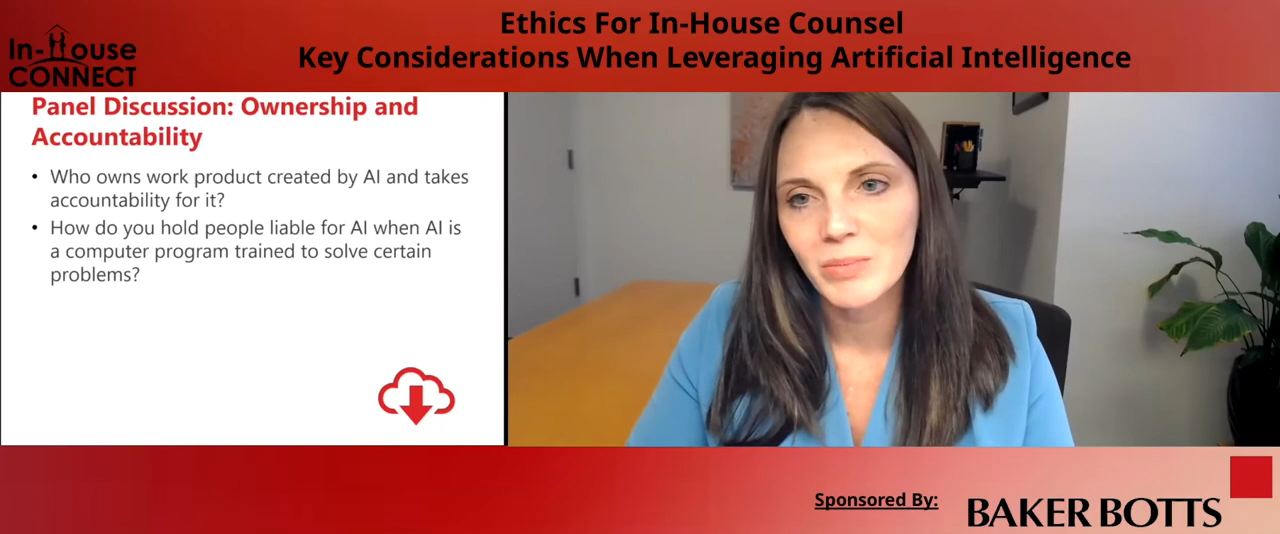 Ethics For In-House Counsel
Key Considerations When Leveraging Artificial Intelligence
In-House
CONNECT
Panel Discussion: Ownership and
Accountability
• Who owns work product created by AI and takes
accountability for it?
• How do you hold people liable for AI when AI is
a computer program trained to solve certain
problems?
Sponsored By:
BAKER BOTTS